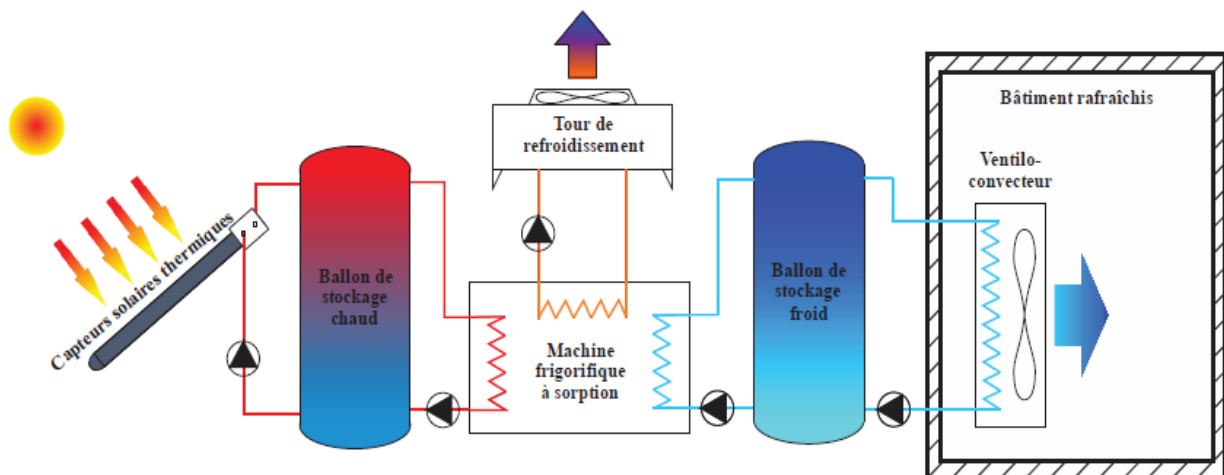 Capteurs solaires thermiques
Ballon de
stockage
chaud
Tour de
refroidissement
Machine
frigorifique
à sorption
Ballon de
stockage
froid
Bâtiment rafraîchis
Ventilo-
convecteur